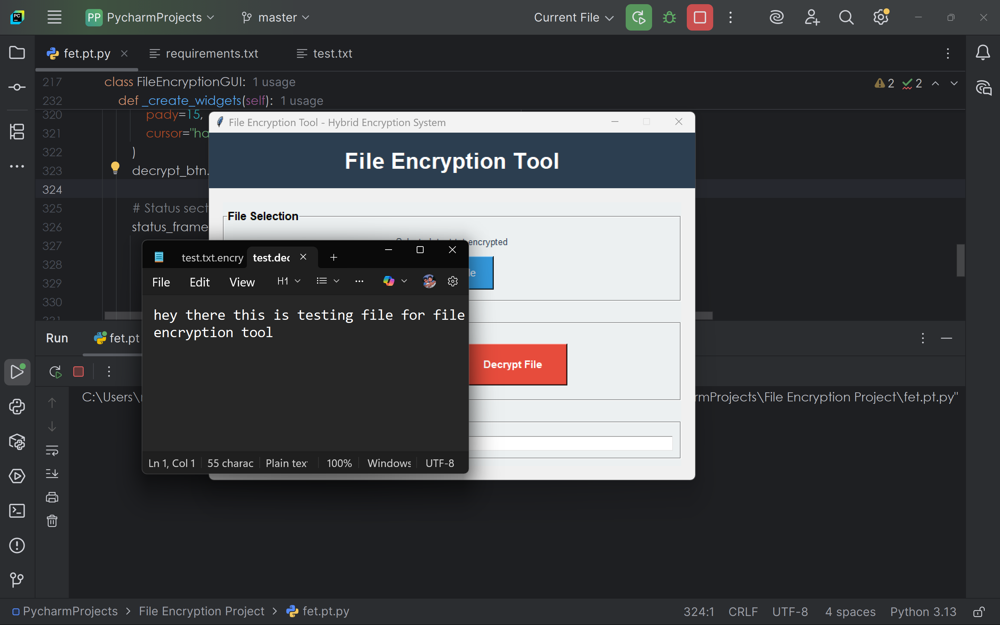 PC
PP PycharmProjects master Current File
fet.pt.py requirements.txt test.txt
217 class FileEncryptionGUI: 1 usage 2 2
232 def _create_widgets(self): 1 usage
320 pady=15,
321 cursor="ha
322 )
323 decrypt_btn.
324
325 # Status sect
326 status_frame
327
328
329
330
File Encryption Tool - Hybrid Encryption System
File Encryption Tool
File Selection
encrypted
Decrypt File
test.txt.encry test.dec
File Edit View H1
hey there this is testing file for file
encryption tool
Ln 1, Col 1 55 charac Plain tex 100% Windows UTF-8
Run fet.pt
C:\Users\ rmProjects\File Encryption Project\fet.pt.py"
PycharmProjects > File Encryption Project > fet.pt.py 324:1 CRLF UTF-8 4 spaces Python 3.13